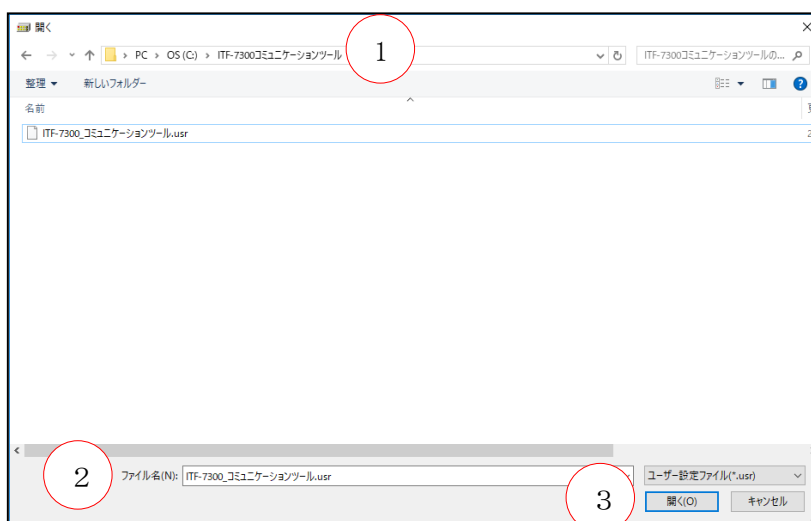 開く
PC › OS (C:) › ITF-7300コミュニケーションツール
1
ITF-7300コミュニケーションツールの...
整理 新しいフォルダー
名前
ITF-7300_コミュニケーションツール.usr
2
ファイル名(N): ITF-7300_コミュニケーションツール.usr
ユーザー設定ファイル(*.usr)
3
開く(O) キャンセル